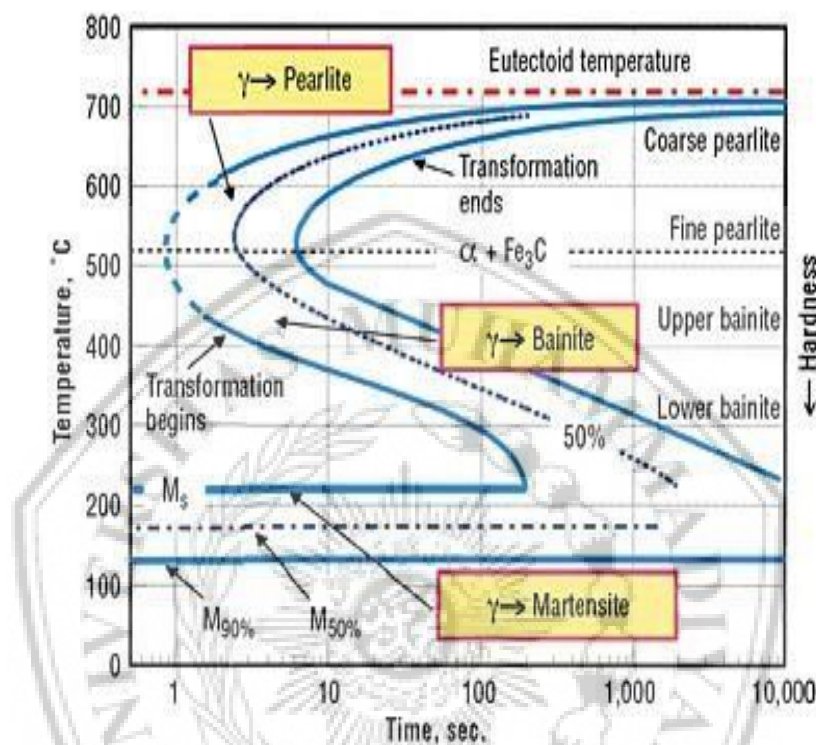 800
700
600
500
400
300
200
100
0
Temperature, °C
γ→ Pearlite
Eutectoid temperature
Coarse pearlite
Transformation
ends
Fine pearlite
α + Fe₃C
Upper bainite
γ→ Bainite
Transformation
begins
Lower bainite
← Hardness
50%
Mₛ
γ→ Martensite
M₉₀%
M₅₀%
1
10
100
1,000
10,000
Time, sec.